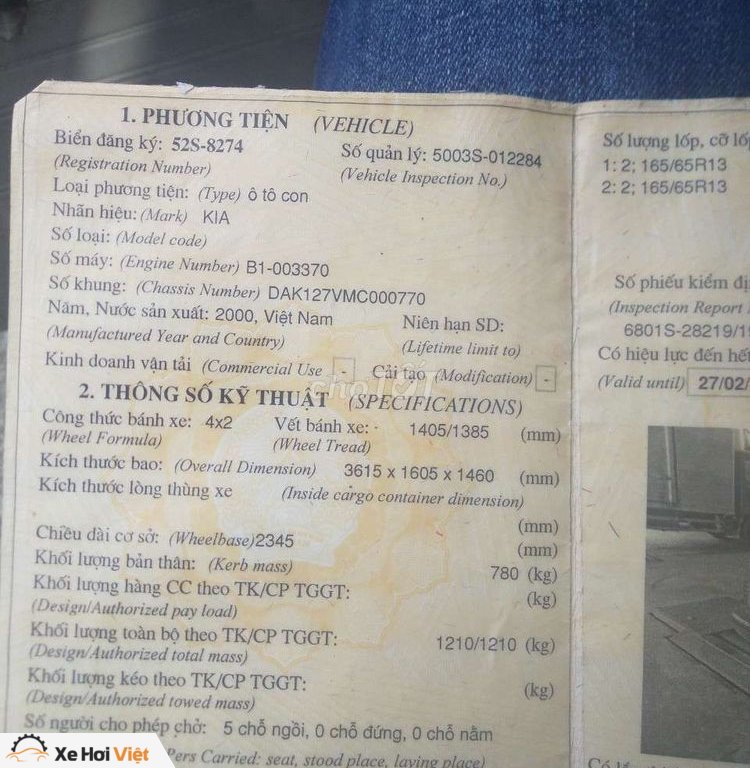 1. PHƯƠNG TIỆN (VEHICLE)
Biển đăng ký: 52S-8274 Số quản lý: 5003S-012284
(Registration Number) (Vehicle Inspection No.)
Loại phương tiện: (Type) ô tô con
Nhãn hiệu: (Mark) KIA
Số loại: (Model code)
Số máy: (Engine Number) B1-003370
Số khung: (Chassis Number) DAK127VMC000770
Năm, Nước sản xuất: 2000, Việt Nam Niên hạn SD:
(Manufactured Year and Country) (Lifetime limit to)
Kinh doanh vận tải (Commercial Use - Cải tạo (Modification) -
2. THÔNG SỐ KỸ THUẬT (SPECIFICATIONS)
Công thức bánh xe: 4x2 Vết bánh xe: 1405/1385 (mm)
(Wheel Formula) (Wheel Tread)
Kích thước bao: (Overall Dimension) 3615 x 1605 x 1460 (mm)
Kích thước lòng thùng xe (Inside cargo container dimension)
(mm)
Chiều dài cơ sở: (Wheelbase)2345 (mm)
Khối lượng bản thân: (Kerb mass) 780 (kg)
Khối lượng hàng CC theo TK/CP TGGT: (kg)
(Design/Authorized pay load)
Khối lượng toàn bộ theo TK/CP TGGT: 1210/1210 (kg)
(Design/Authorized total mass)
Khối lượng kéo theo TK/CP TGGT: (kg)
(Design/Authorized towed mass)
Số người cho phép chở: 5 chỗ ngồi, 0 chỗ đứng, 0 chỗ nằm
Pers Carried: seat, stood place, laying place)
Số lượng lốp, cỡ lốp
1: 2; 165/65R13
2: 2; 165/65R13
Số phiếu kiểm
(Inspection Report
6801S-28219/1
Có hiệu lực đến hết
(Valid until) 27/02/
chợTỐT
Xe Hơi Việt